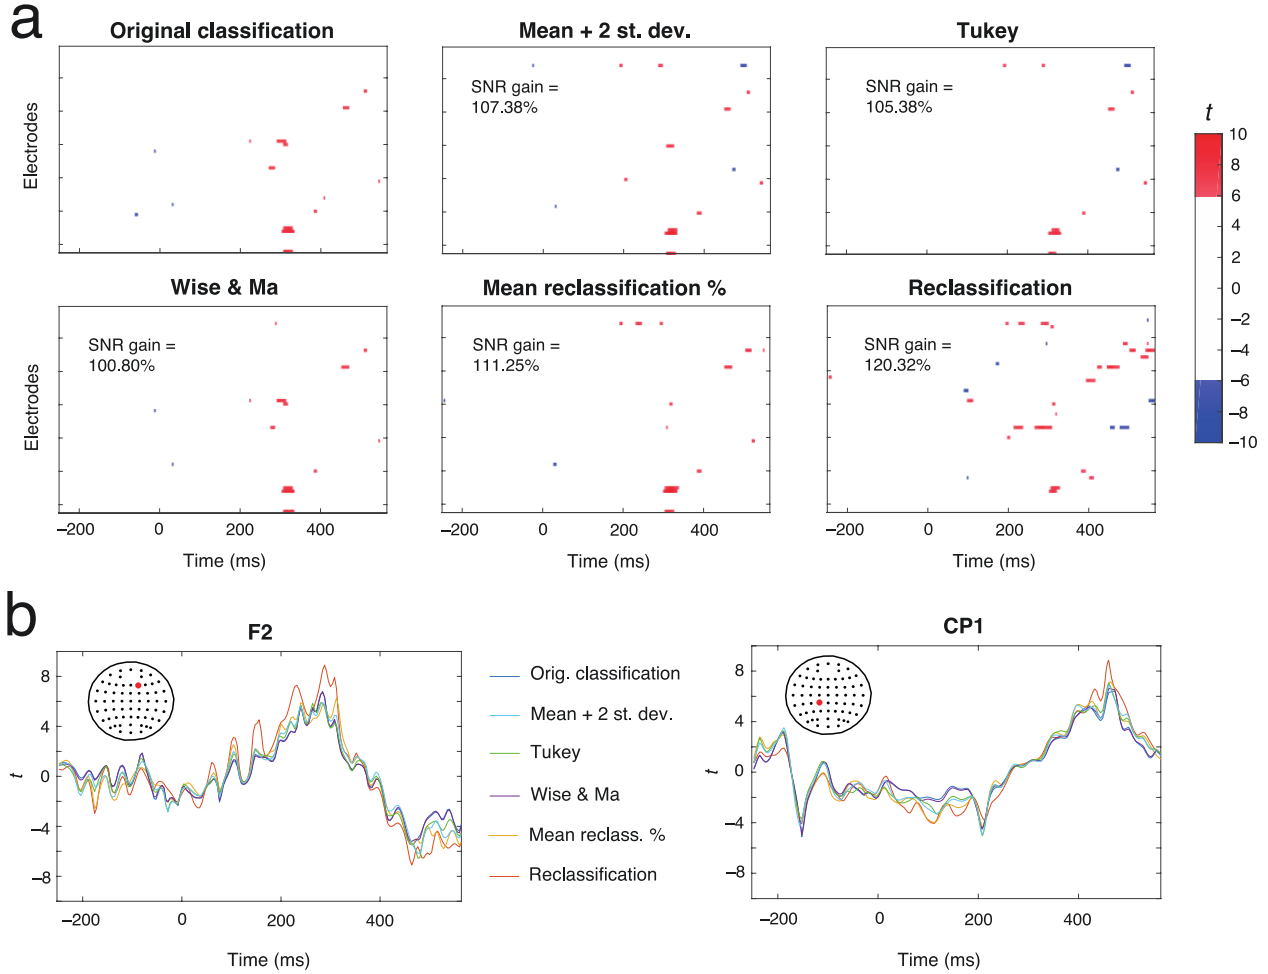 a
Original classification
Mean + 2 st. dev.
Tukey
Electrodes
SNR gain =
107.38%
SNR gain =
105.38%
t
10
8
6
4
2
0
−2
−4
−6
−8
−10
Wise & Ma
Mean reclassification %
Reclassification
Electrodes
SNR gain =
100.80%
SNR gain =
111.25%
SNR gain =
120.32%
−200 0 200 400
−200 0 200 400
−200 0 200 400
Time (ms)
Time (ms)
Time (ms)
b
F2
t
8
4
0
−4
−8
−200 0 200 400
Time (ms)
Orig. classification
Mean + 2 st. dev.
Tukey
Wise & Ma
Mean reclass. %
Reclassification
CP1
t
8
4
0
−4
−8
−200 0 200 400
Time (ms)